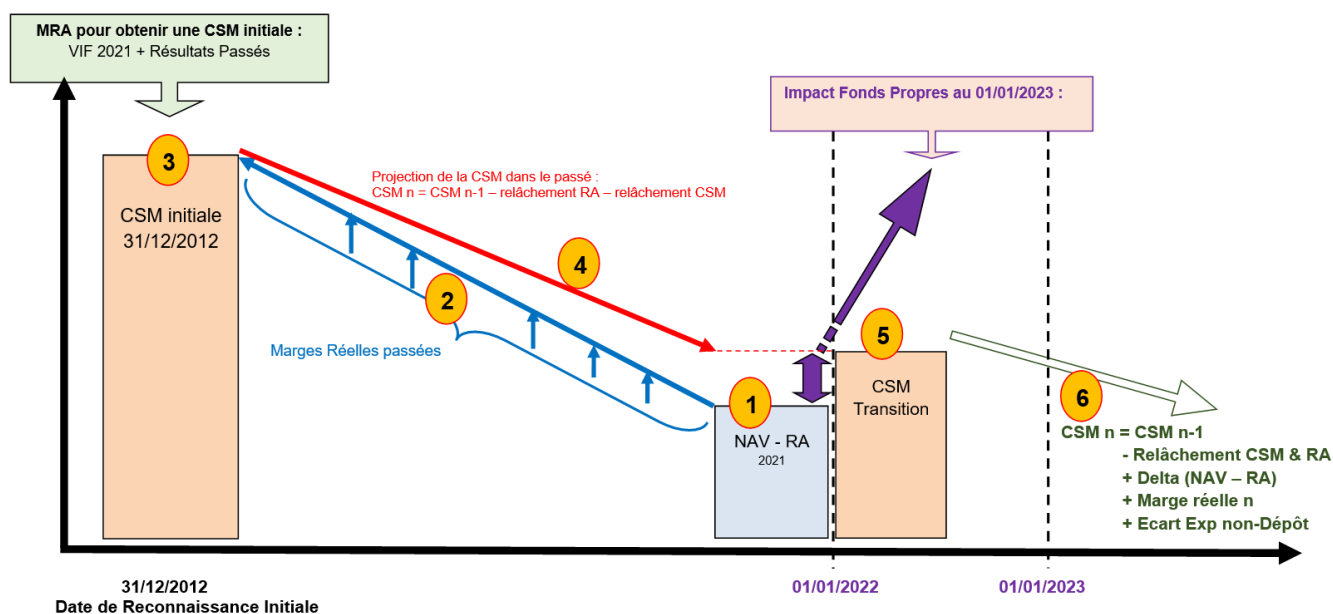 MRA pour obtenir une CSM initiale :
VIF 2021 + Résultats Passés
Impact Fonds Propres au 01/01/2023 :
3
CSM initiale
31/12/2012
Projection de la CSM dans le passé :
CSM n = CSM n-1 – relâchement RA – relâchement CSM
4
2
Marges Réelles passées
1
NAV - RA
2021
5
CSM
Transition
6
CSM n = CSM n-1
- Relâchement CSM & RA
+ Delta (NAV – RA)
+ Marge réelle n
+ Ecart Exp non-Dépôt
31/12/2012
Date de Reconnaissance Initiale
01/01/2022
01/01/2023